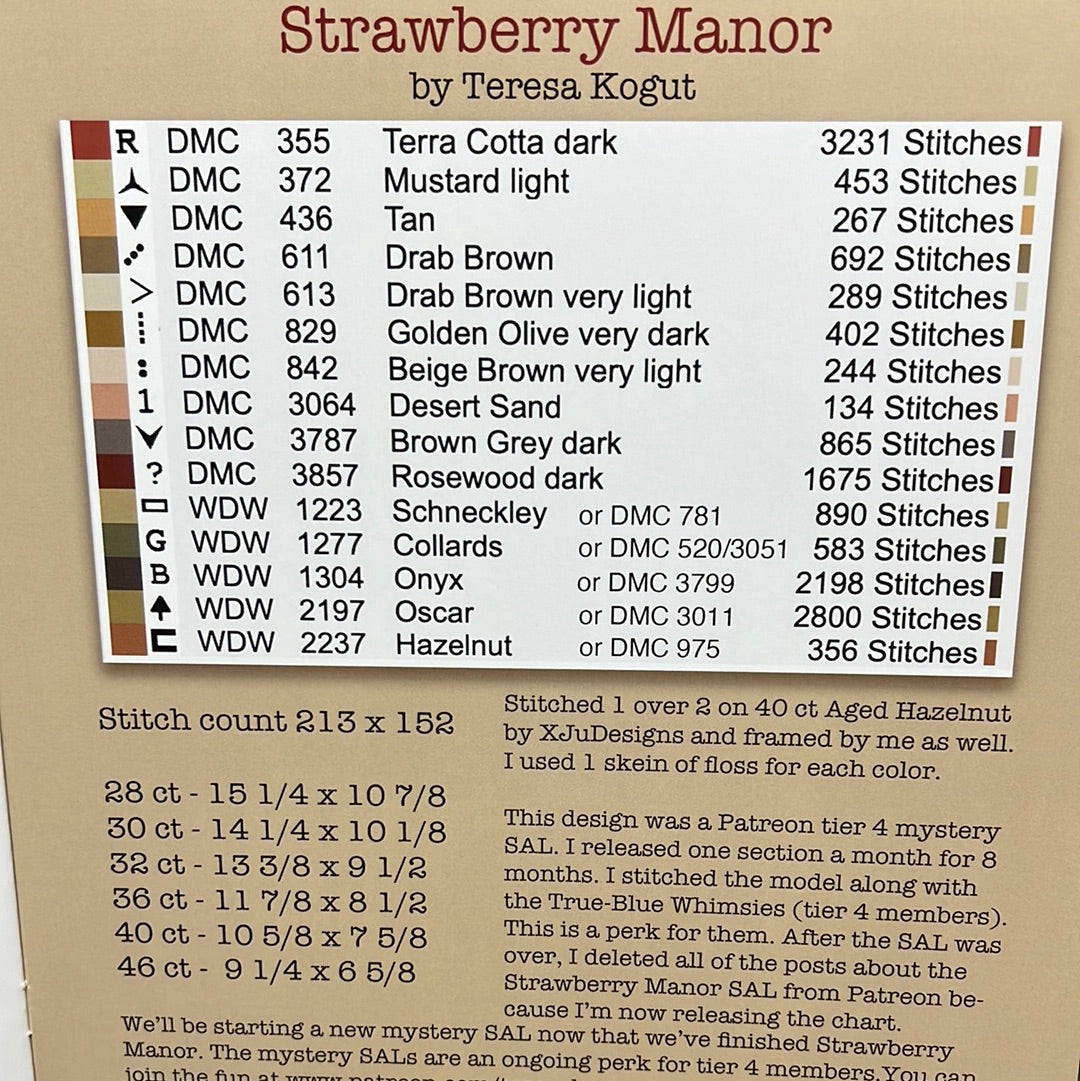 Strawberry Manor
by Teresa Kogut
R DMC 355 Terra Cotta dark 3231 Stitches
DMC 372 Mustard light 453 Stitches
▼ DMC 436 Tan 267 Stitches
DMC 611 Drab Brown 692 Stitches
> DMC 613 Drab Brown very light 289 Stitches
DMC 829 Golden Olive very dark 402 Stitches
: DMC 842 Beige Brown very light 244 Stitches
1 DMC 3064 Desert Sand 134 Stitches
DMC 3787 Brown Grey dark 865 Stitches
? DMC 3857 Rosewood dark 1675 Stitches
WDW 1223 Schneckley or DMC 781 890 Stitches
G WDW 1277 Collards or DMC 520/3051 583 Stitches
B WDW 1304 Onyx or DMC 3799 2198 Stitches
WDW 2197 Oscar or DMC 3011 2800 Stitches
WDW 2237 Hazelnut or DMC 975 356 Stitches
Stitch count 213 x 152
28 ct - 15 1/4 x 10 7/8
30 ct - 14 1/4 x 10 1/8
32 ct - 13 3/8 x 9 1/2
36 ct - 11 7/8 x 8 1/2
40 ct - 10 5/8 x 7 5/8
46 ct - 9 1/4 x 6 5/8
Stitched 1 over 2 on 40 ct Aged Hazelnut
by XJuDesigns and framed by me as well.
I used 1 skein of floss for each color.
This design was a Patreon tier 4 mystery
SAL. I released one section a month for 8
months. I stitched the model along with
the True-Blue Whimsies (tier 4 members).
This is a perk for them. After the SAL was
over, I deleted all of the posts about the
Strawberry Manor SAL from Patreon be-
cause I'm now releasing the chart.
We'll be starting a new mystery SAL now that we've finished Strawberry
Manor. The mystery SALs are an ongoing perk for tier 4 members.You can
join the fun at